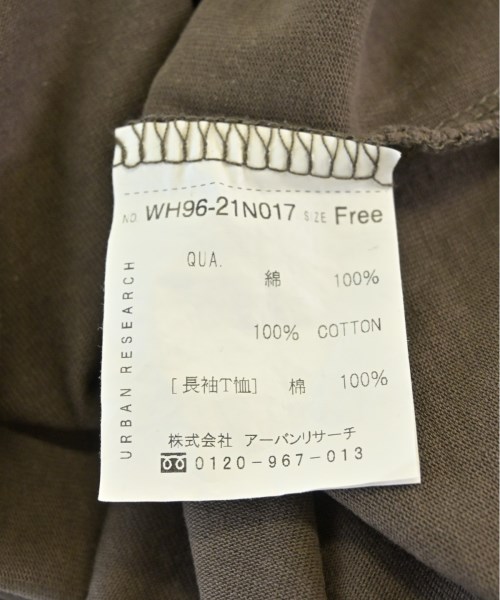 NO. WH96-21N017 SIZE Free
URBAN RESEARCH
QUA.
綿 100%
100% COTTON
[長袖T恤] 棉 100%
株式会社 アーバンリサーチ
0120-967-013